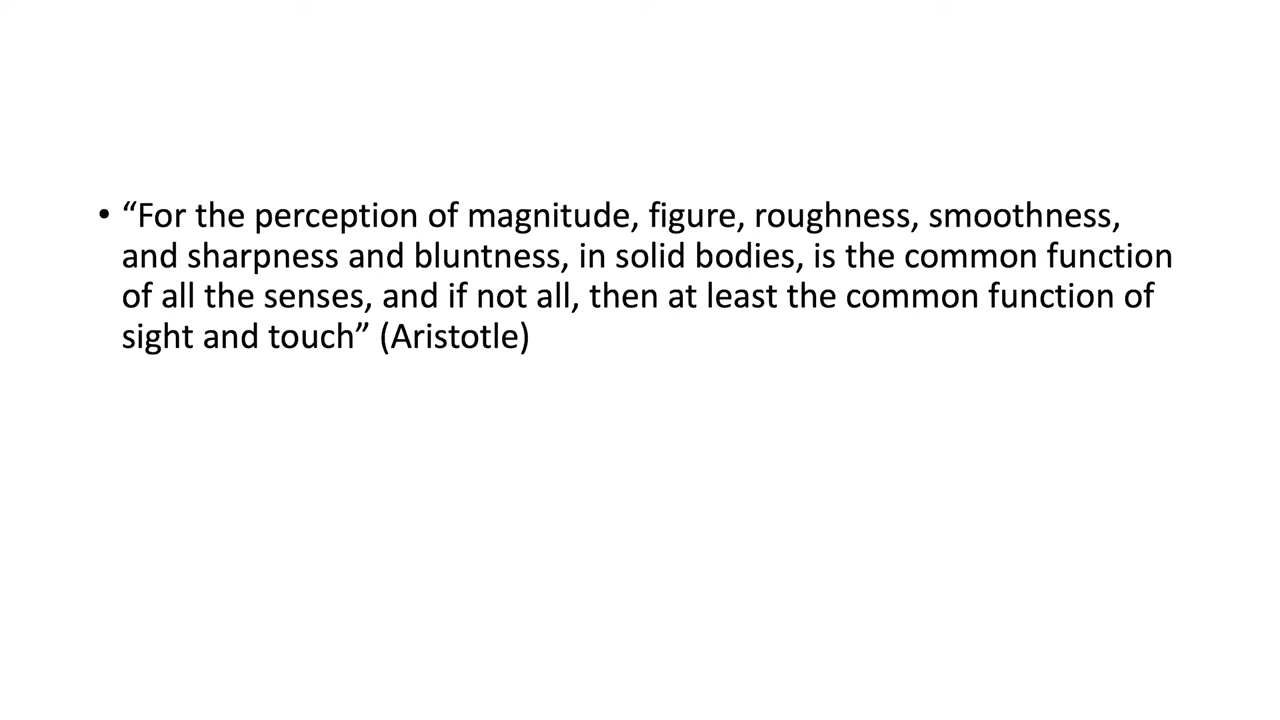 • “For the perception of magnitude, figure, roughness, smoothness,
and sharpness and bluntness, in solid bodies, is the common function
of all the senses, and if not all, then at least the common function of
sight and touch” (Aristotle)